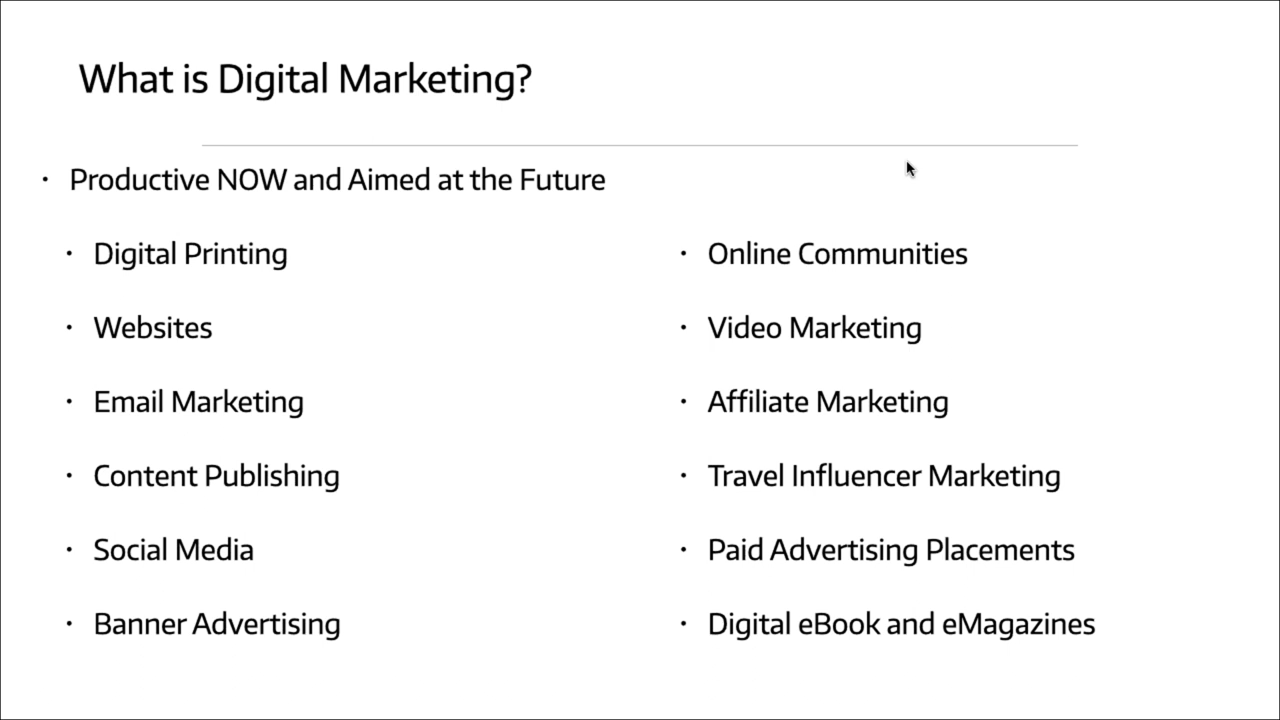 What is Digital Marketing?
• Productive NOW and Aimed at the Future
• Digital Printing
• Websites
• Email Marketing
• Content Publishing
• Social Media
• Banner Advertising
• Online Communities
• Video Marketing
• Affiliate Marketing
• Travel Influencer Marketing
• Paid Advertising Placements
• Digital eBook and eMagazines